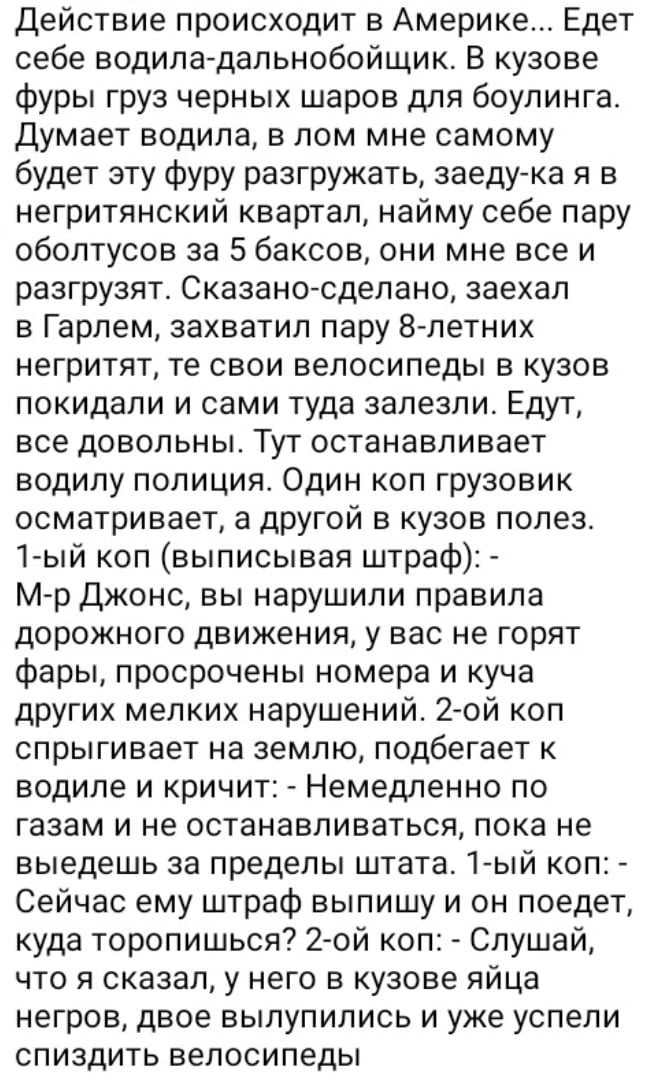 Действие происходит в Америке... Едет
себе водила-дальнобойщик. В кузове
фуры груз черных шаров для боулинга.
Думает водила, в лом мне самому
будет эту фуру разгружать, заеду-ка я в
негритянский квартал, найму себе пару
оболтусов за 5 баксов, они мне все и
разгрузят. Сказано-сделано, заехал
в Гарлем, захватил пару 8-летних
негритят, те свои велосипеды в кузов
покидали и сами туда залезли. Едут,
все довольны. Тут останавливает
водилу полиция. Один коп грузовик
осматривает, а другой в кузов полез.
1-ый коп (выписывая штраф): -
М-р Джонс, вы нарушили правила
дорожного движения, у вас не горят
фары, просрочены номера и куча
других мелких нарушений. 2-ой коп
спрыгивает на землю, подбегает к
водиле и кричит: - Немедленно по
газам и не останавливаться, пока не
выедешь за пределы штата. 1-ый коп: -
Сейчас ему штраф выпишу и он поедет,
куда торопишься? 2-ой коп: - Слушай,
что я сказал, у него в кузове яйца
негров, двое вылупились и уже успели
спиздить велосипеды